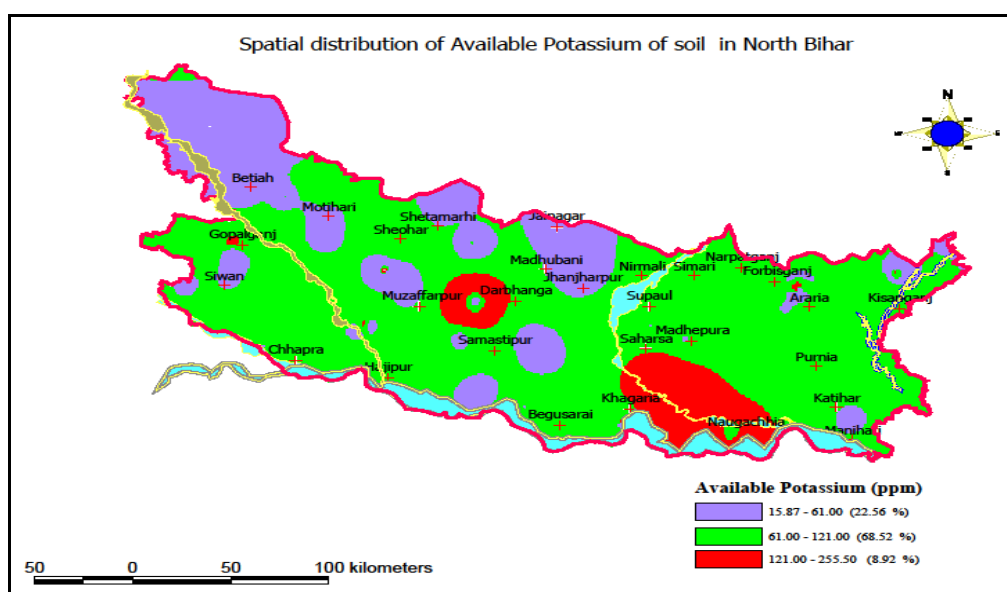 Spatial distribution of Available Potassium of soil in North Bihar
N
Betiah
Motihari
Shetamarhi
Jainagar
Sheohar
Gopalganj
Madhubani
Narpatganj
Nirmali
Simari
Forbisganj
Siwan
Jhanjharpur
Muzaffarpur
Darbhanga
Supaul
Araria
Kisanganj
Madhepura
Samastipur
Saharsa
Chhapra
Purnia
Hajipur
Khagaria
Katihar
Begusarai
Naugachhia
Maniha
Available Potassium (ppm)
15.87 - 61.00 (22.56 %)
61.00 - 121.00 (68.52 %)
121.00 - 255.50 (8.92 %)
50 0 50 100 kilometers